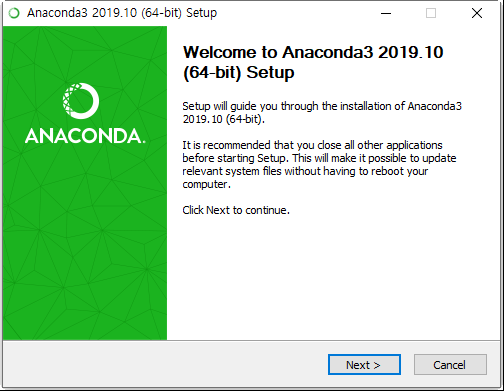 Anaconda3 2019.10 (64-bit) Setup
Welcome to Anaconda3 2019.10
(64-bit) Setup
ANACONDA.
Setup will guide you through the installation of Anaconda3
2019.10 (64-bit).
It is recommended that you close all other applications
before starting Setup. This will make it possible to update
relevant system files without having to reboot your
computer.
Click Next to continue.
Next >
Cancel